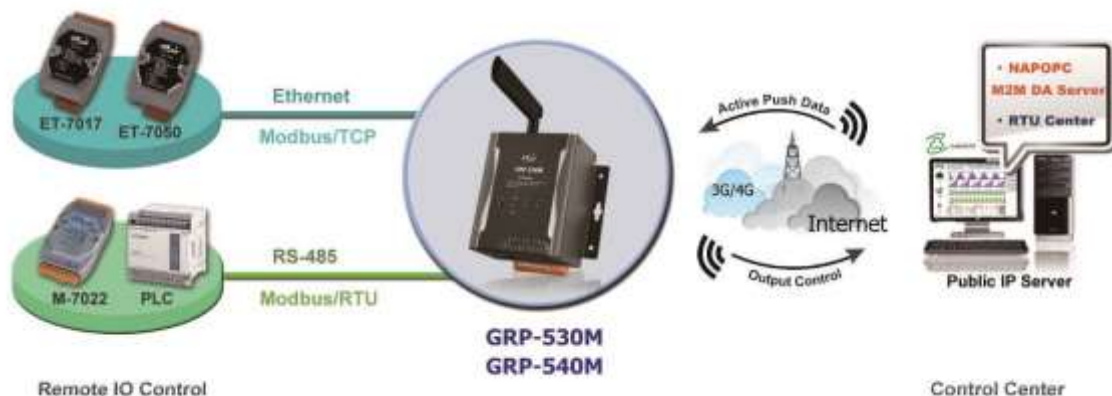 ET-7017
ET-7050
Ethernet
Modbus/TCP
M-7022
PLC
RS-485
Modbus/RTU
Remote IO Control
GRP-530M
GRP-540M
Active Push Data
3G/4G
Internet
Output Control
• NAPOPC
M2M DA Server
• RTU Center
Public IP Server
Control Center